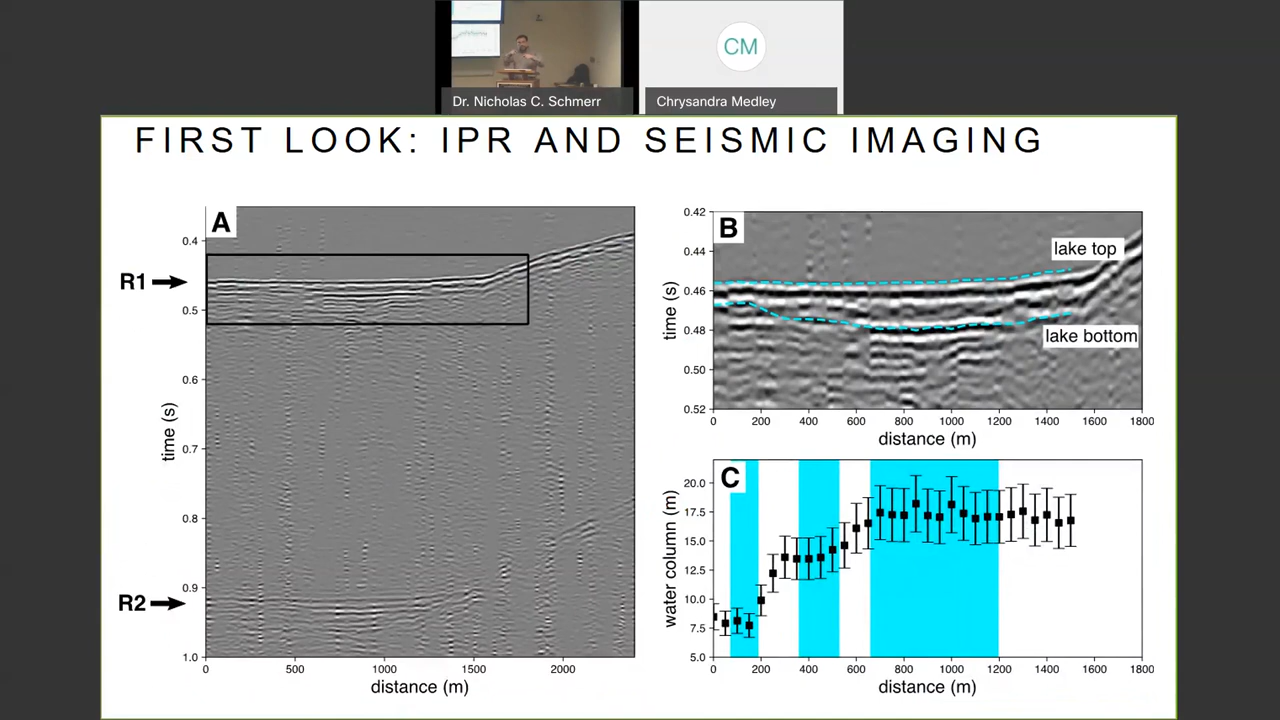 CM
Dr. Nicholas C. Schmerr
Chrysandra Medley
FIRST LOOK: IPR AND SEISMIC IMAGING
A
0.4
0.5
0.6
0.7
0.8
0.9
1.0
time (s)
R1
R2
0
500
1000
1500
2000
distance (m)
B
lake top
lake bottom
0.42
0.44
0.46
0.48
0.50
0.52
time (s)
0
200
400
600
800
1000
1200
1400
1600
1800
distance (m)
C
20.0
17.5
15.0
12.5
10.0
7.5
5.0
water column (m)
0
200
400
600
800
1000
1200
1400
1600
1800
distance (m)